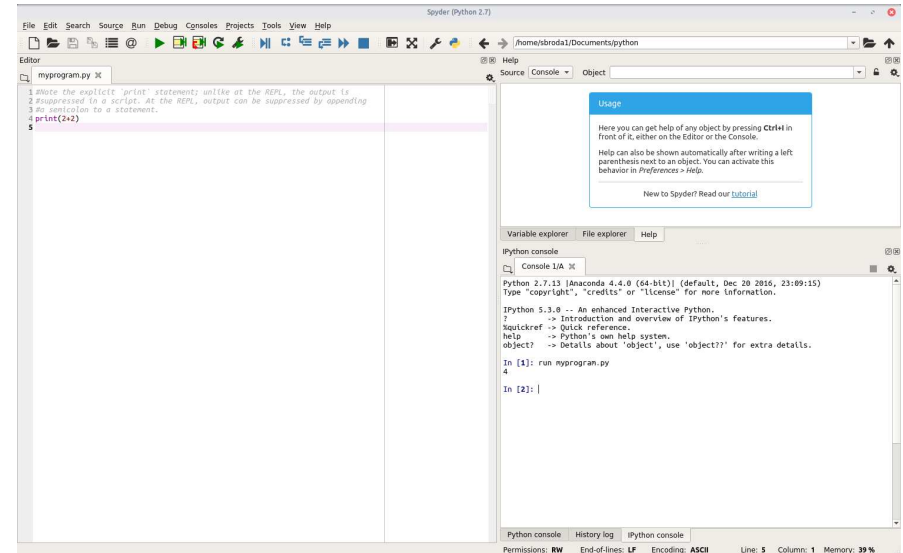 Spyder (Python 2.7)
File Edit Search Source Run Debug Consoles Projects Tools View Help
/home/sbroda1/Documents/python
Editor
myprogram.py
1 #Note the explicit `print` statement; unlike at the REPL, the output is
2 #suppressed in a script. At the REPL, output can be suppressed by appending
3 #a semicolon to a statement.
4 print(2+2)
5
Help
Source Console Object
Usage
Here you can get help of any object by pressing Ctrl+I in
front of it, either on the Editor or the Console.
Help can also be shown automatically after writing a left
parenthesis next to an object. You can activate this
behavior in Preferences > Help.
New to Spyder? Read our tutorial
Variable explorer File explorer Help
IPython console
Console 1/A
Python 2.7.13 |Anaconda 4.4.0 (64-bit)| (default, Dec 20 2016, 23:09:15)
Type "copyright", "credits" or "license" for more information.
IPython 5.3.0 -- An enhanced Interactive Python.
? -> Introduction and overview of IPython's features.
%quickref -> Quick reference.
help -> Python's own help system.
object? -> Details about 'object', use 'object??' for extra details.
In [1]: run myprogram.py
4
In [2]:
Python console History log IPython console
Permissions: RW End-of-lines: LF Encoding: ASCII Line: 5 Column: 1 Memory: 39 %